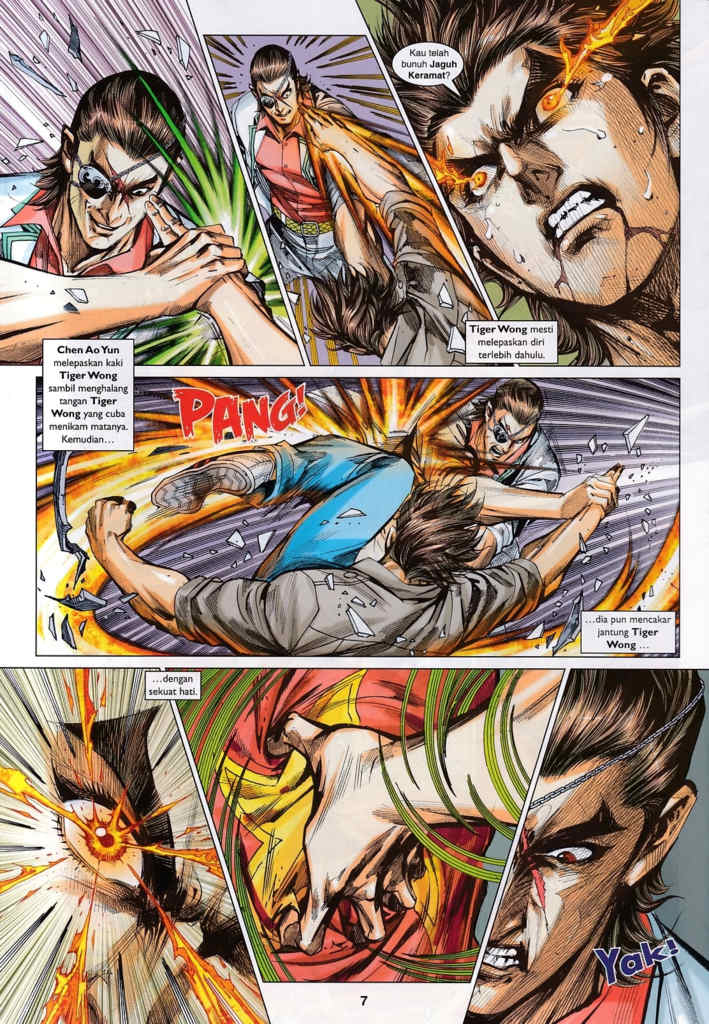 Kau telah
bunuh Jaguh
Keramat?
Tiger Wong mesti
melepaskan diri
terlebih dahulu.
Chen Ao Yun
melepaskan kaki
Tiger Wong
sambil menghalang
tangan Tiger
Wong yang cuba
menikam matanya.
Kemudian...
PANG!
...dia pun mencakar
jantung Tiger
Wong ...
...dengan
sekuat hati.
Yak!
7